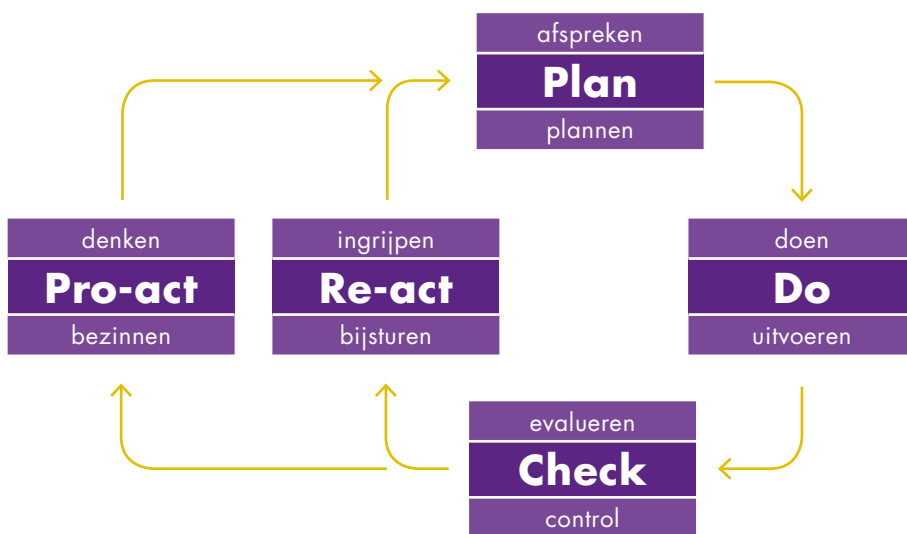 afspreken
Plan
plannen
denken
Pro-act
bezinnen
ingrijpen
Re-act
bijsturen
doen
Do
uitvoeren
evalueren
Check
control